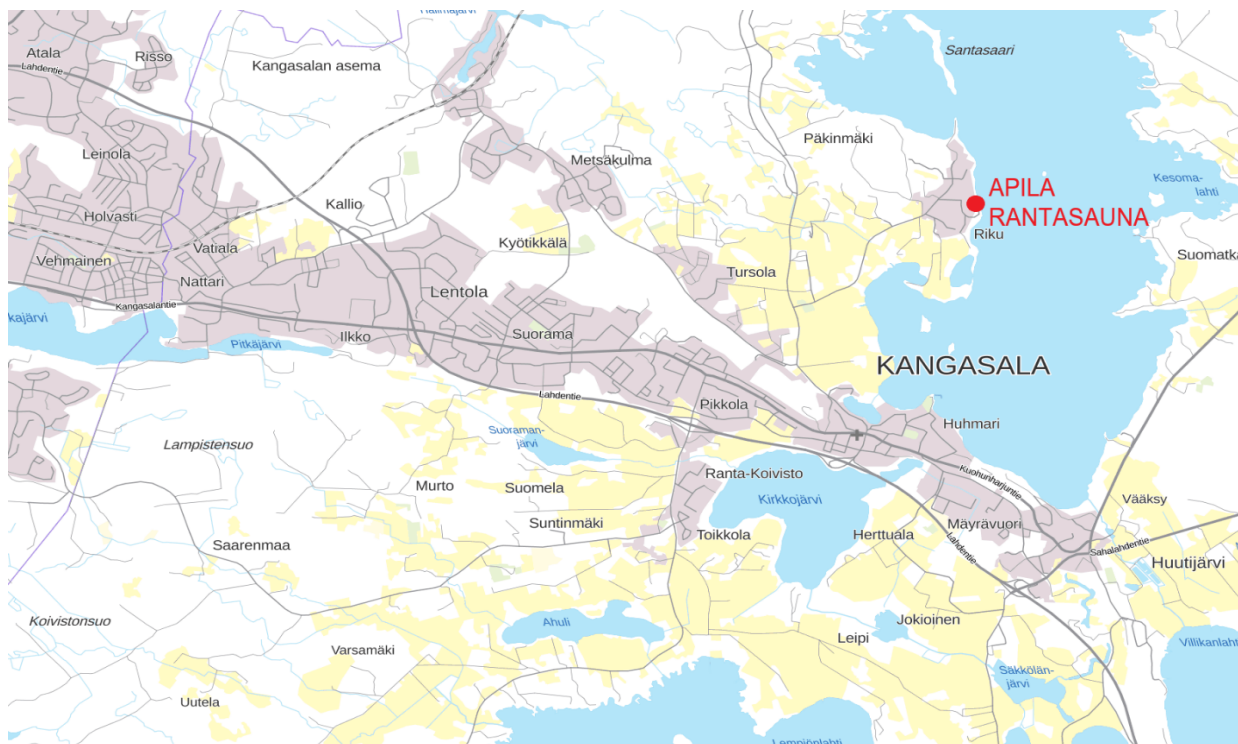 Halimajärvi
Santasaari
Atala
Risso
Lahdentie
Kangasalan asema
Päkinmäki
Leinola
Metsäkulma
Kesoma-
lahti
APILA
RANTASAUNA
Kallio
Holvasti
Riku
Vatiala
Kyötikkälä
Suomatka
Vehmainen
Tursola
Nattari
Lentola
Kangasalantie
kajärvi
Ilkko
Suorama
Pitkäjärvi
KANGASALA
Lahdentie
Pikkola
Huhmari
Suoraman-
järvi
Lampistensuo
Ranta-Koivisto
Kuohunharjuntie
Murto
Suomela
Kirkkojärvi
Vääksy
Suntinmäki
Mäyrävuori
Toikkola
Herttuala
Saarenmaa
Lahdentie
Sahalahdentie
Huutijärvi
Koivistonsuo
Ahuli
Jokioinen
Leipi
Villikanlaht
Varsamäki
Säkkölän-
järvi
Uutela
Lempiönlahti